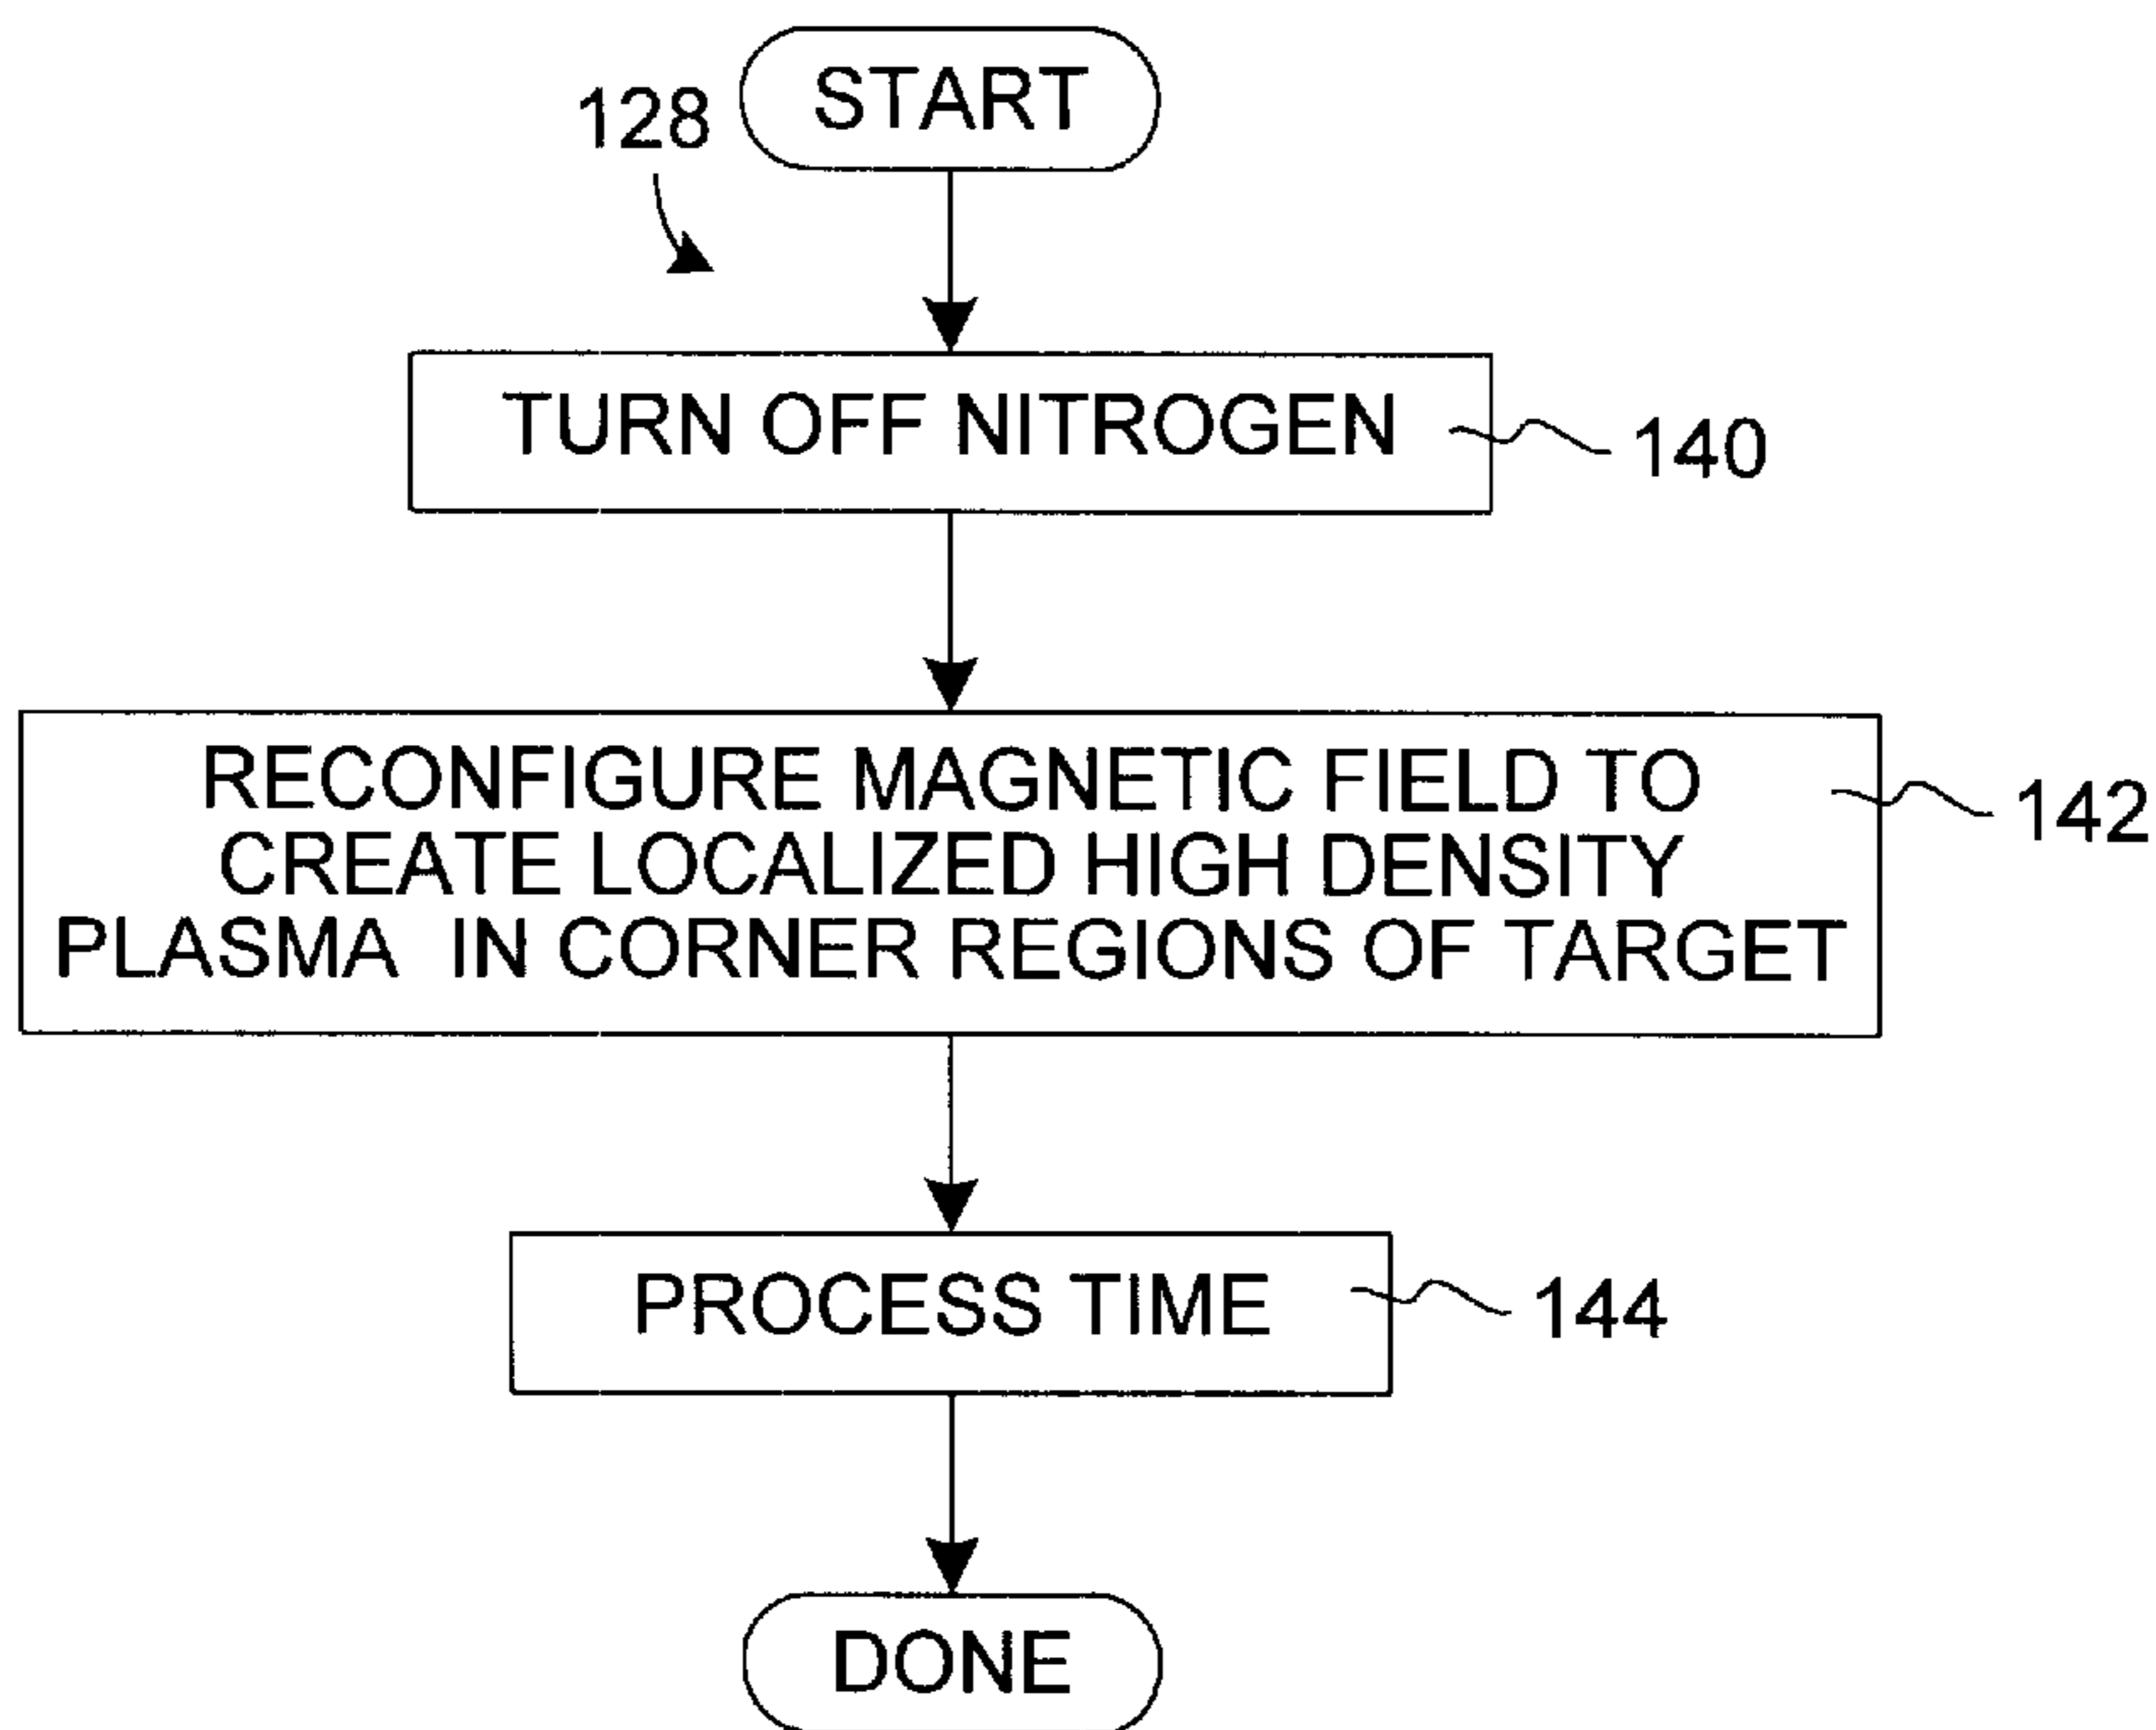 START
128
TURN OFF NITROGEN
140
RECONFIGURE MAGNETIC FIELD TO
CREATE LOCALIZED HIGH DENSITY
PLASMA IN CORNER REGIONS OF TARGET
142
PROCESS TIME
144
DONE